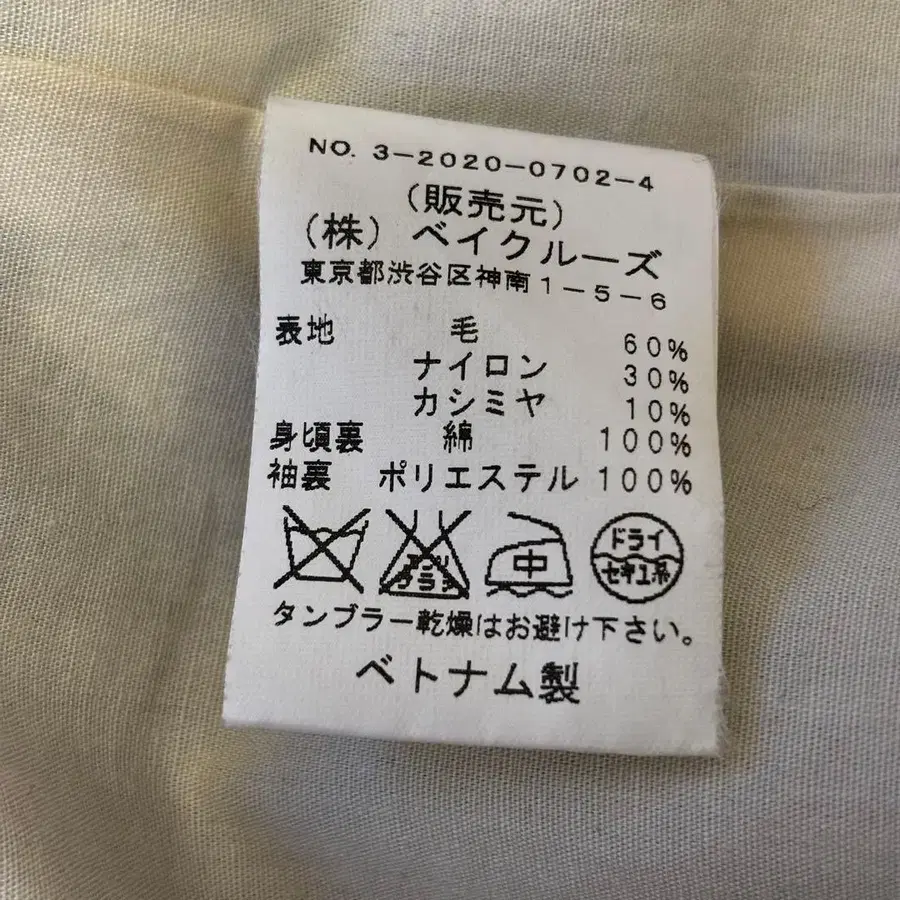 NO. 3-2020-0702-4
(販売元)
(株) ベイクルーズ
東京都渋谷区神南1-5-6
表地 毛 60%
ナイロン 30%
カシミヤ 10%
身頃裏 綿 100%
袖裏 ポリエステル 100%
中 ドライ
セキユ系
タンブラー乾燥はお避け下さい。
ベトナム製